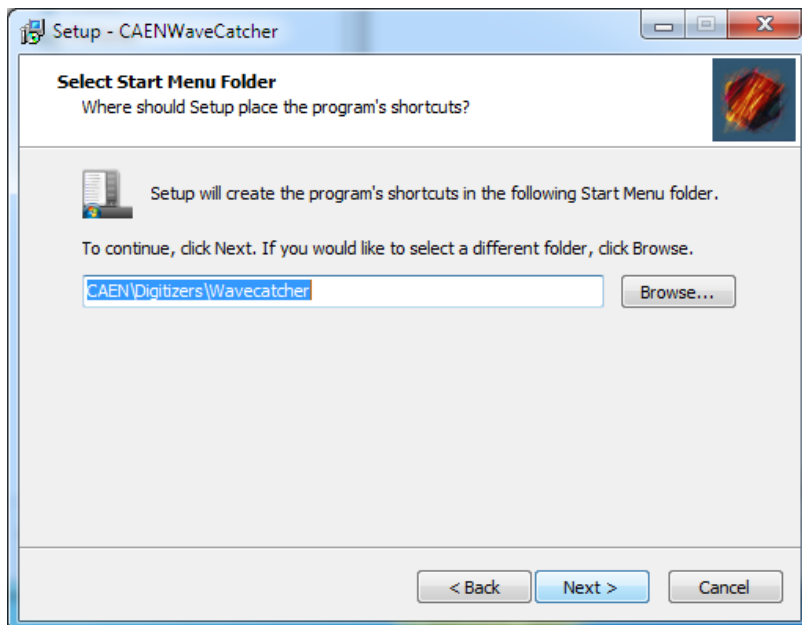 Setup - CAENWaveCatcher
Select Start Menu Folder
Where should Setup place the program's shortcuts?
Setup will create the program's shortcuts in the following Start Menu folder.
To continue, click Next. If you would like to select a different folder, click Browse.
CAEN\Digitizers\Wavecatcher
Browse...
< Back
Next >
Cancel